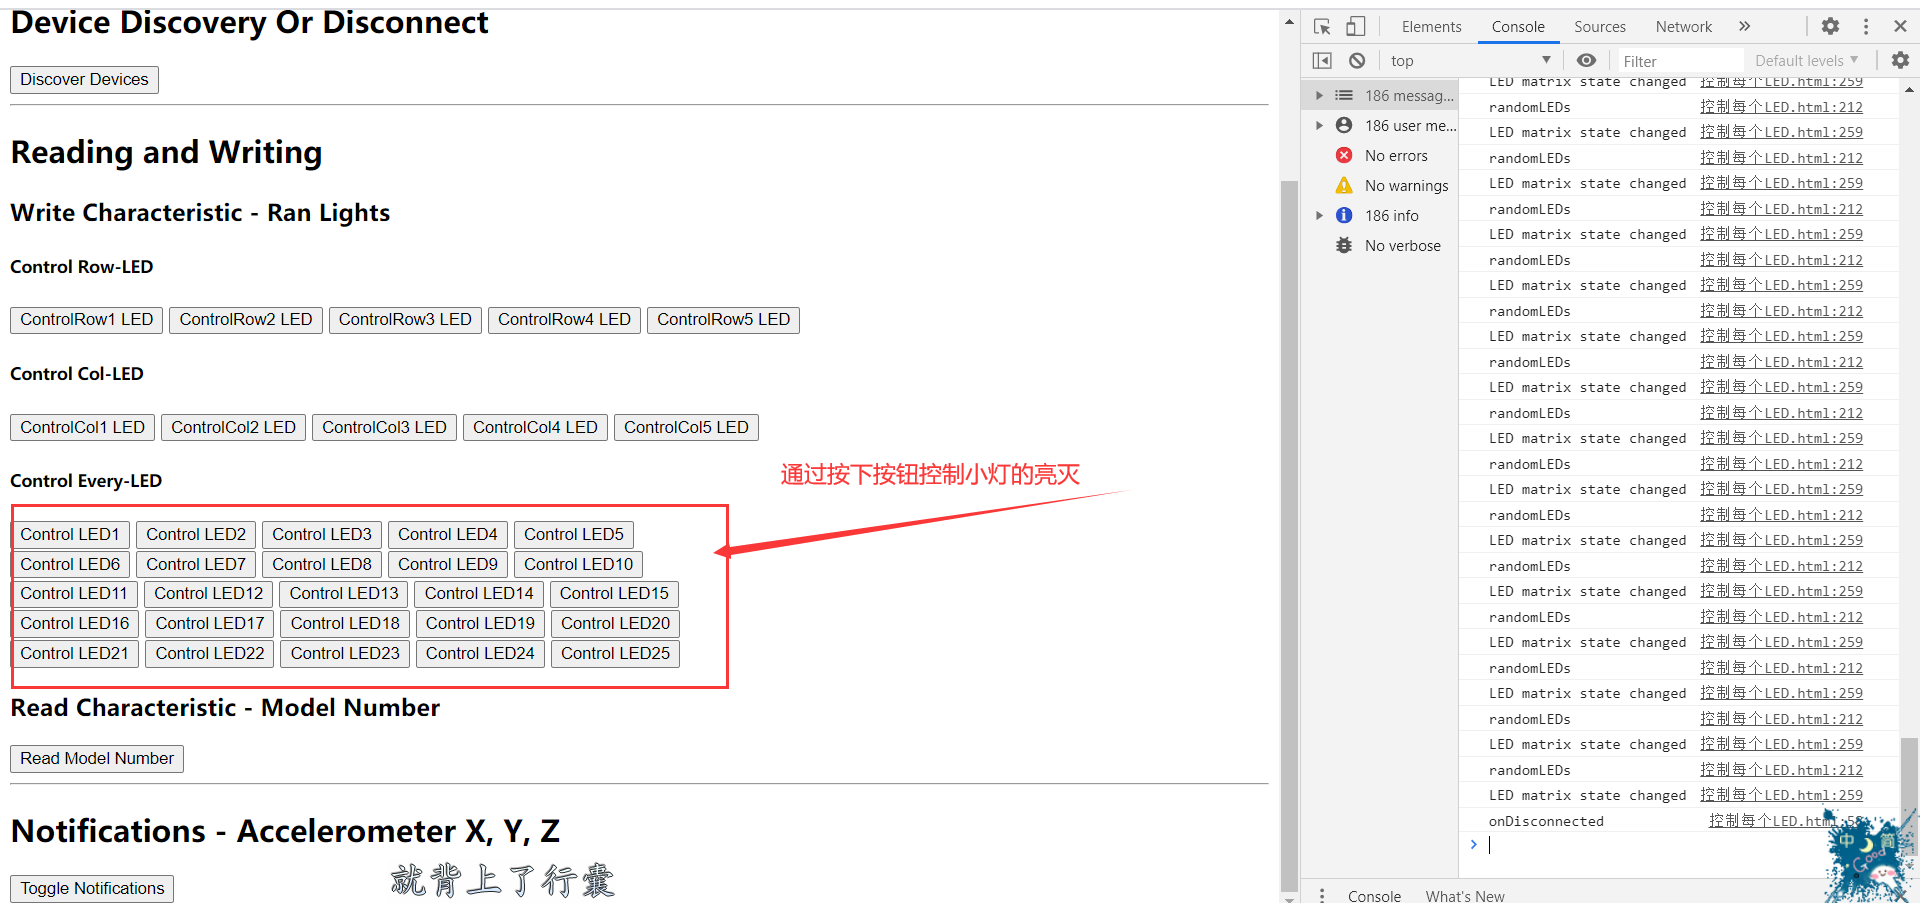 Device Discovery Or Disconnect
Discover Devices
Reading and Writing
Write Characteristic - Ran Lights
Control Row-LED
ControlRow1 LED ControlRow2 LED ControlRow3 LED ControlRow4 LED ControlRow5 LED
Control Col-LED
ControlCol1 LED ControlCol2 LED ControlCol3 LED ControlCol4 LED ControlCol5 LED
通过按下按钮控制小灯的亮灭
Control Every-LED
Control LED1 Control LED2 Control LED3 Control LED4 Control LED5
Control LED6 Control LED7 Control LED8 Control LED9 Control LED10
Control LED11 Control LED12 Control LED13 Control LED14 Control LED15
Control LED16 Control LED17 Control LED18 Control LED19 Control LED20
Control LED21 Control LED22 Control LED23 Control LED24 Control LED25
Read Characteristic - Model Number
Read Model Number
Notifications - Accelerometer X, Y, Z
就背上了行囊
Toggle Notifications
Elements Console Sources Network
top Filter Default levels
186 messag...
186 user me...
No errors
No warnings
186 info
No verbose
LED matrix state changed 控制每个LED.html:259
randomLEDs 控制每个LED.html:212
LED matrix state changed 控制每个LED.html:259
randomLEDs 控制每个LED.html:212
LED matrix state changed 控制每个LED.html:259
randomLEDs 控制每个LED.html:212
LED matrix state changed 控制每个LED.html:259
randomLEDs 控制每个LED.html:212
LED matrix state changed 控制每个LED.html:259
randomLEDs 控制每个LED.html:212
LED matrix state changed 控制每个LED.html:259
randomLEDs 控制每个LED.html:212
LED matrix state changed 控制每个LED.html:259
randomLEDs 控制每个LED.html:212
LED matrix state changed 控制每个LED.html:259
randomLEDs 控制每个LED.html:212
LED matrix state changed 控制每个LED.html:259
randomLEDs 控制每个LED.html:212
LED matrix state changed 控制每个LED.html:259
randomLEDs 控制每个LED.html:212
LED matrix state changed 控制每个LED.html:259
randomLEDs 控制每个LED.html:212
LED matrix state changed 控制每个LED.html:259
randomLEDs 控制每个LED.html:212
LED matrix state changed 控制每个LED.html:259
randomLEDs 控制每个LED.html:212
LED matrix state changed 控制每个LED.html:259
randomLEDs 控制每个LED.html:212
LED matrix state changed 控制每个LED.html:259
onDisconnected
中 简
Good
Console What's New